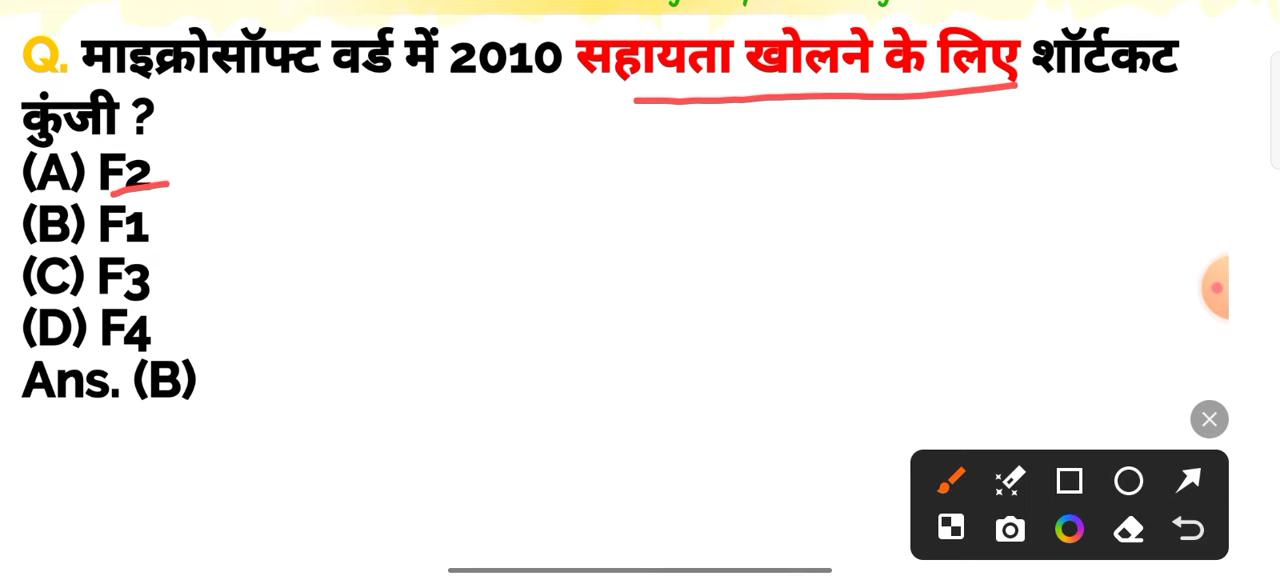 Q. माइक्रोसॉफ्ट वर्ड में 2010 सहायता खोलने के लिए शॉर्टकट
कुंजी ?
(A) F2
(B) F1
(C) F3
(D) F4
Ans. (B)